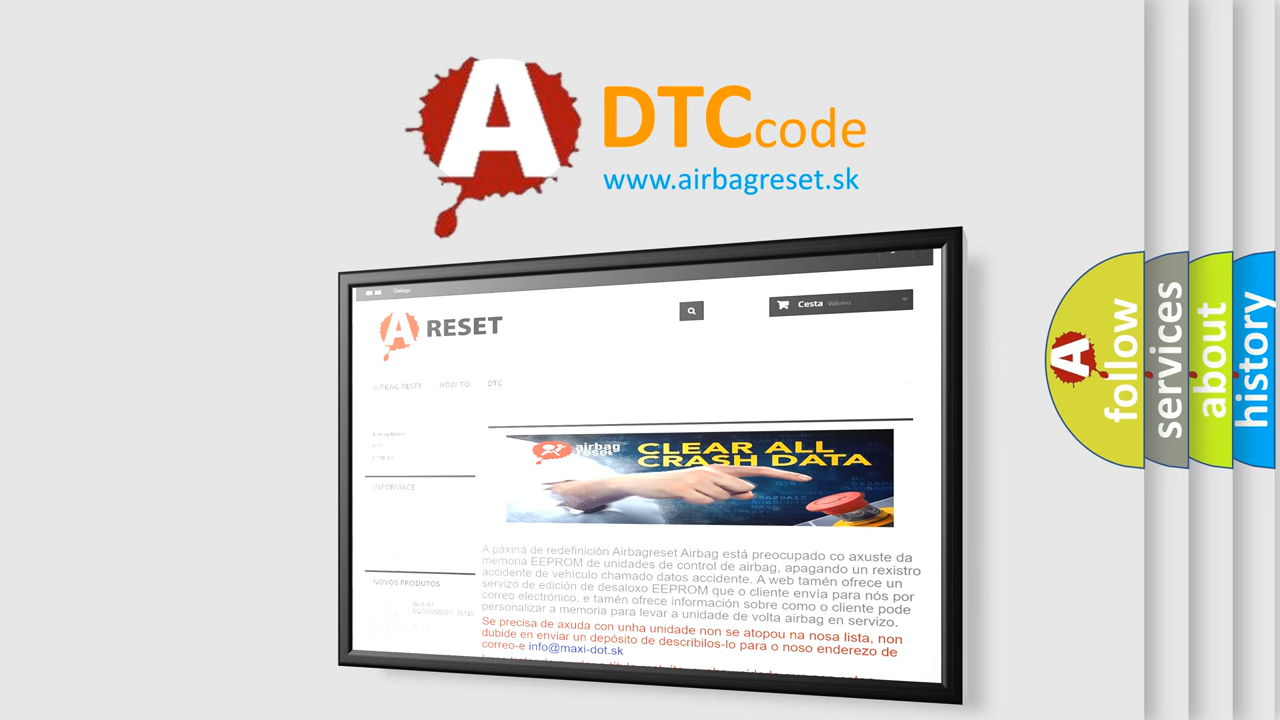 A DTC code
www.airbagreset.sk
Galego
A RESET
Cesta Valeiro
AIRBAG RESET HOW TO DTC
INFORMACE
NOVOS PRODUTOS
airbag
reset
CLEAR ALL
CRASH DATA
A páxina de redefinición Airbagreset Airbag está preocupado co axuste da
memoria EEPROM de unidades de control de airbag, apagando un rexistro
accidente de vehículo chamado datos accidente. A web tamén ofrece un
servizo de edición de desaloxo EEPROM que o cliente envía para nós por
correo electrónico, e tamén ofrece información sobre como o cliente pode
personalizar a memoria para levar a unidade de volta airbag en servizo.
Se precisa de axuda con unha unidade non se atopou na nosa lista, non
dubide en enviar un depósito de describilos-lo para o noso enderezo de
correo-e info@maxi-dot.sk
A follow
services
about
history